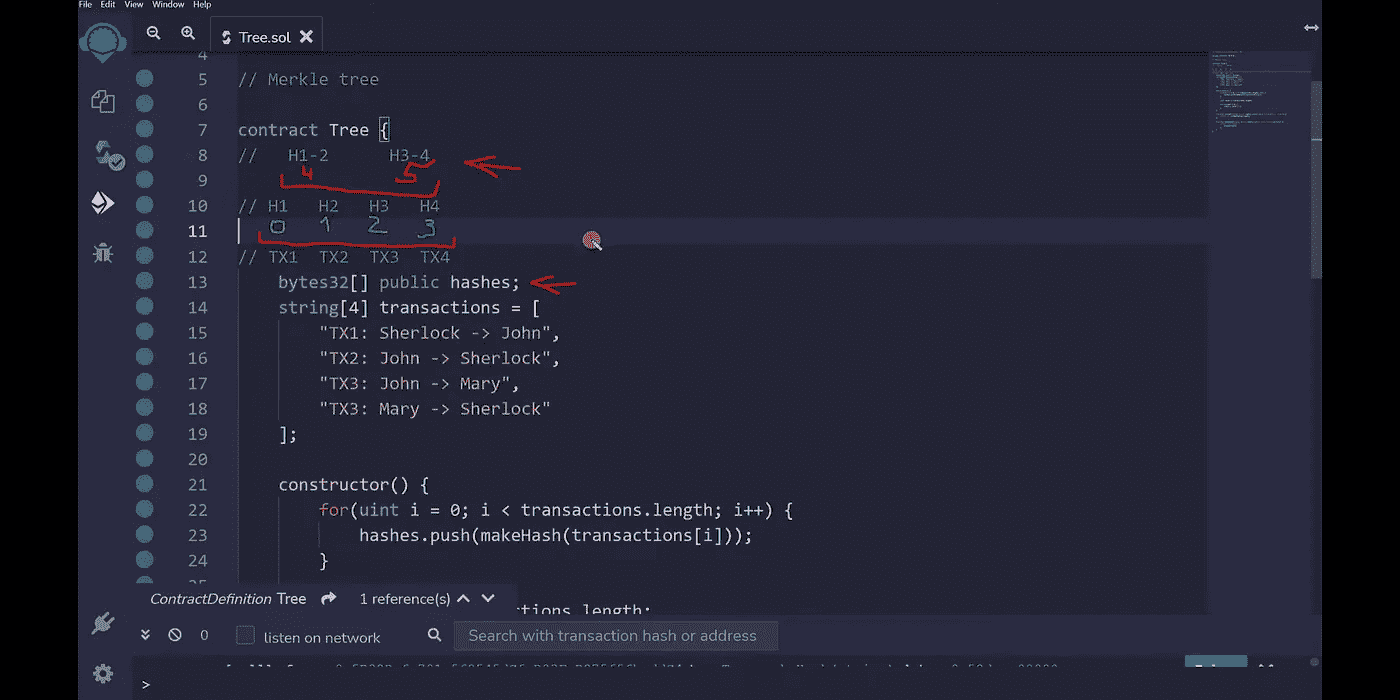 File Edit View Window Help
Tree.sol
4
5 // Merkle tree
6
7 contract Tree {
8 // H1-2 H3-4
4 5
9
10 // H1 H2 H3 H4
0 1 2 3
11
12 // TX1 TX2 TX3 TX4
13 bytes32[] public hashes;
14 string[4] transactions = [
15 "TX1: Sherlock -> John",
16 "TX2: John -> Sherlock",
17 "TX3: John -> Mary",
18 "TX3: Mary -> Sherlock"
19 ];
20
21 constructor() {
22 for(uint i = 0; i < transactions.length; i++) {
23 hashes.push(makeHash(transactions[i]));
24 }
25
ContractDefinition Tree 1 reference(s)
ctions.length;
0 listen on network Search with transaction hash or address
>